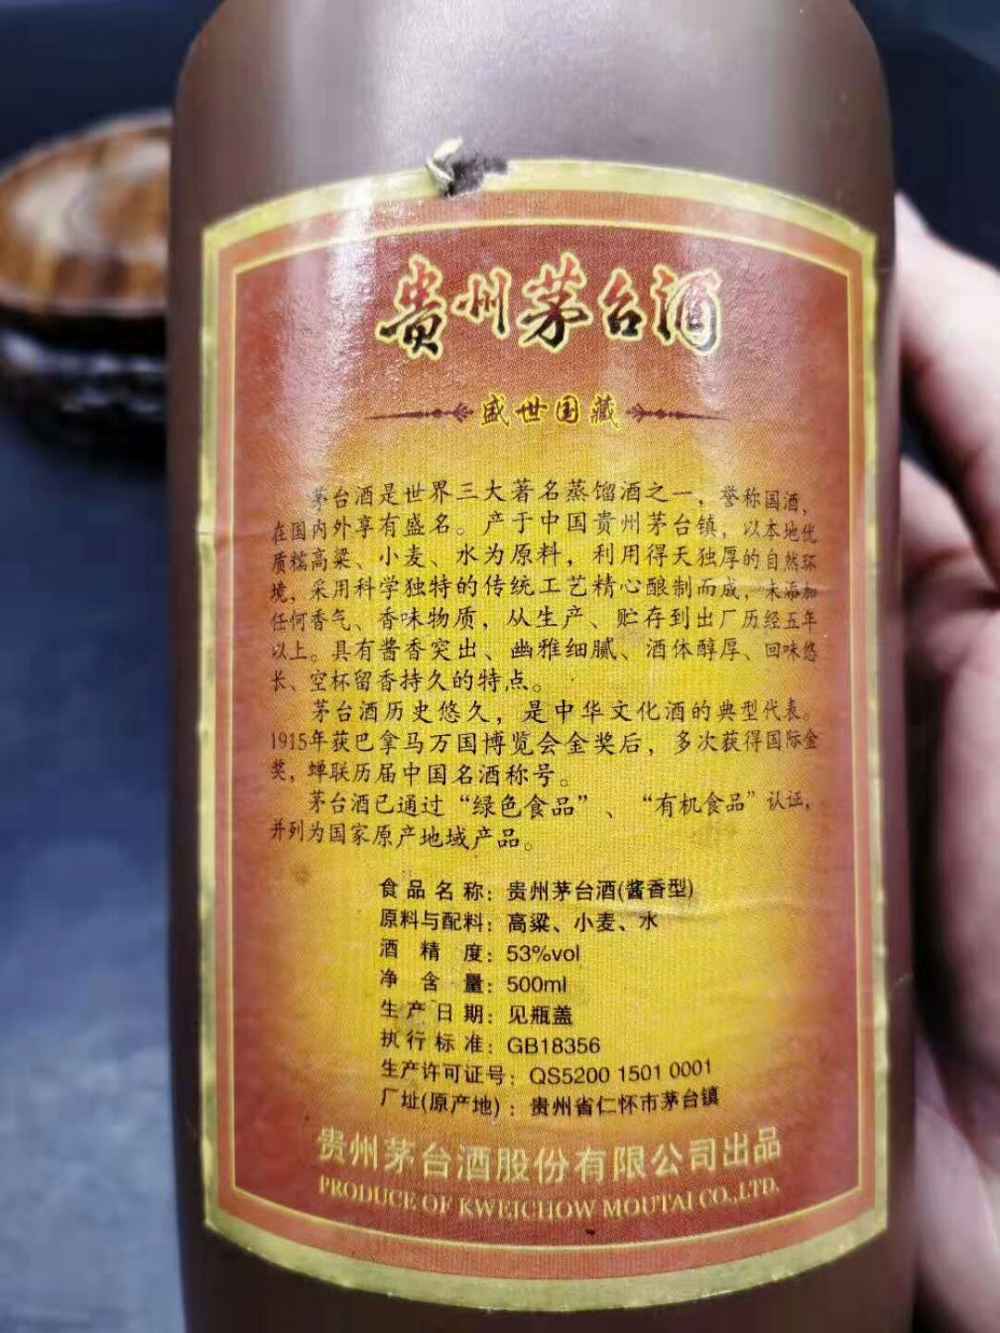 贵州茅台酒
盛世国藏
茅台酒是世界三大著名蒸馏酒之一，誉称国酒，
在国内外享有盛名。产于中国贵州茅台镇，以本地优
质糯高粱、小麦、水为原料，利用得天独厚的自然环
境，采用科学独特的传统工艺精心酿制而成，未添加
任何香气、香味物质，从生产、贮存到出厂历经五年
以上。具有酱香突出、幽雅细腻、酒体醇厚、回味悠
长、空杯留香持久的特点。
茅台酒历史悠久，是中华文化酒的典型代表。
1915年获巴拿马万国博览会金奖后，多次获得国际金
奖，蝉联历届中国名酒称号。
茅台酒已通过“绿色食品”、“有机食品”认证，
并列为国家原产地域产品。
食品名称：贵州茅台酒(酱香型)
原料与配料：高粱、小麦、水
酒精度：53%vol
净含量：500ml
生产日期：见瓶盖
执行标准：GB18356
生产许可证号：QS5200 1501 0001
厂址(原产地)：贵州省仁怀市茅台镇
贵州茅台酒股份有限公司出品
PRODUCE OF KWEICHOW MOUTAI CO.,LTD.